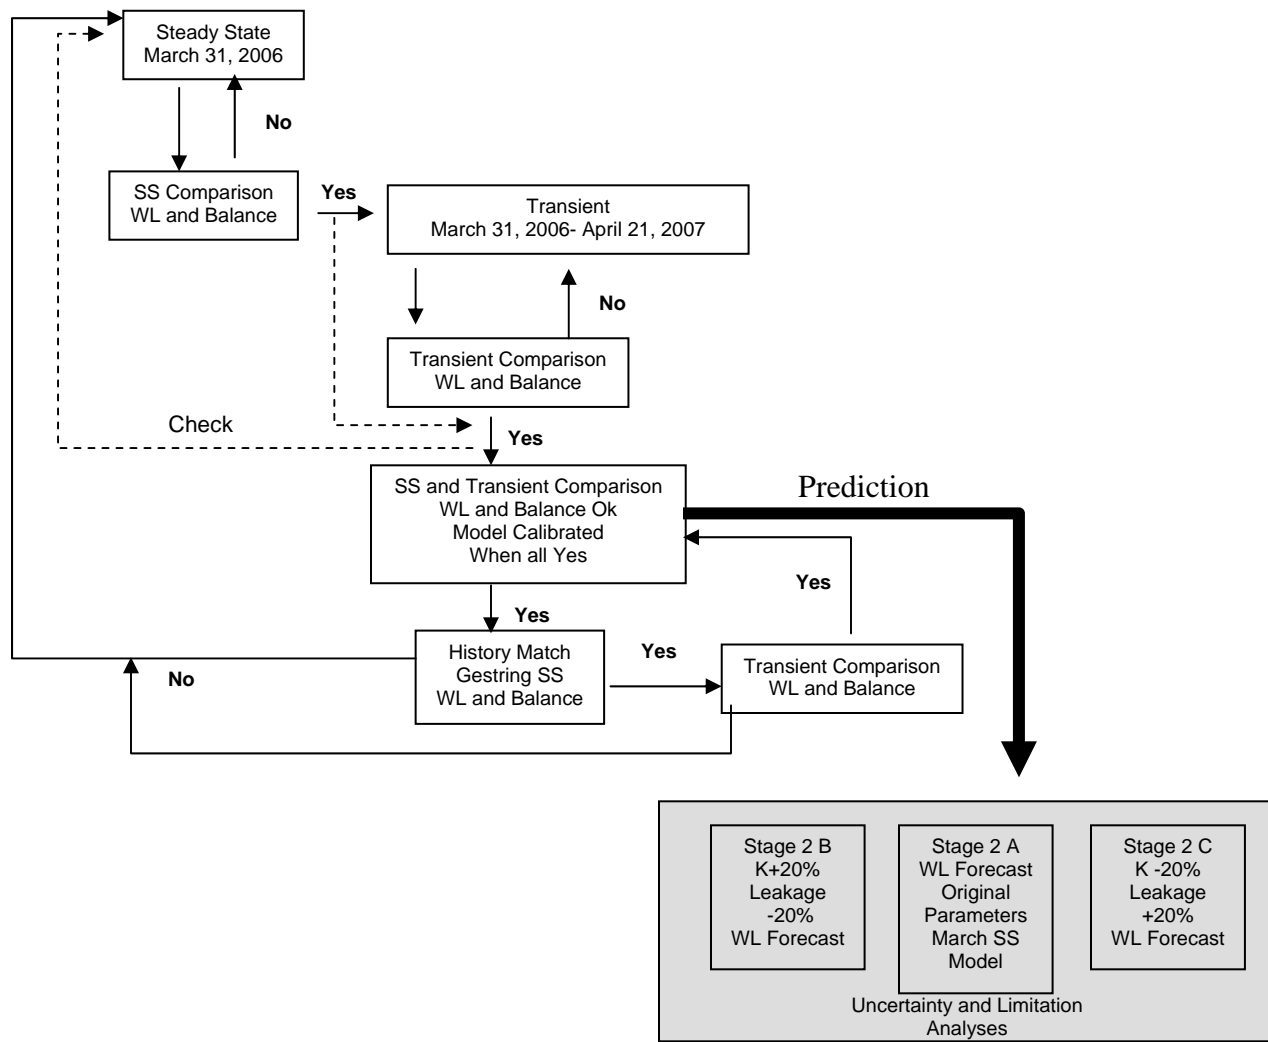 Steady State
March 31, 2006
No
SS Comparison
WL and Balance
Yes
Transient
March 31, 2006- April 21, 2007
No
Transient Comparison
WL and Balance
Check
Yes
SS and Transient Comparison
WL and Balance Ok
Model Calibrated
When all Yes
Prediction
Yes
Yes
History Match
Gestring SS
WL and Balance
Yes
Transient Comparison
WL and Balance
No
Stage 2 B
K+20%
Leakage
-20%
WL Forecast
Stage 2 A
WL Forecast
Original
Parameters
March SS
Model
Stage 2 C
K -20%
Leakage
+20%
WL Forecast
Uncertainty and Limitation
Analyses